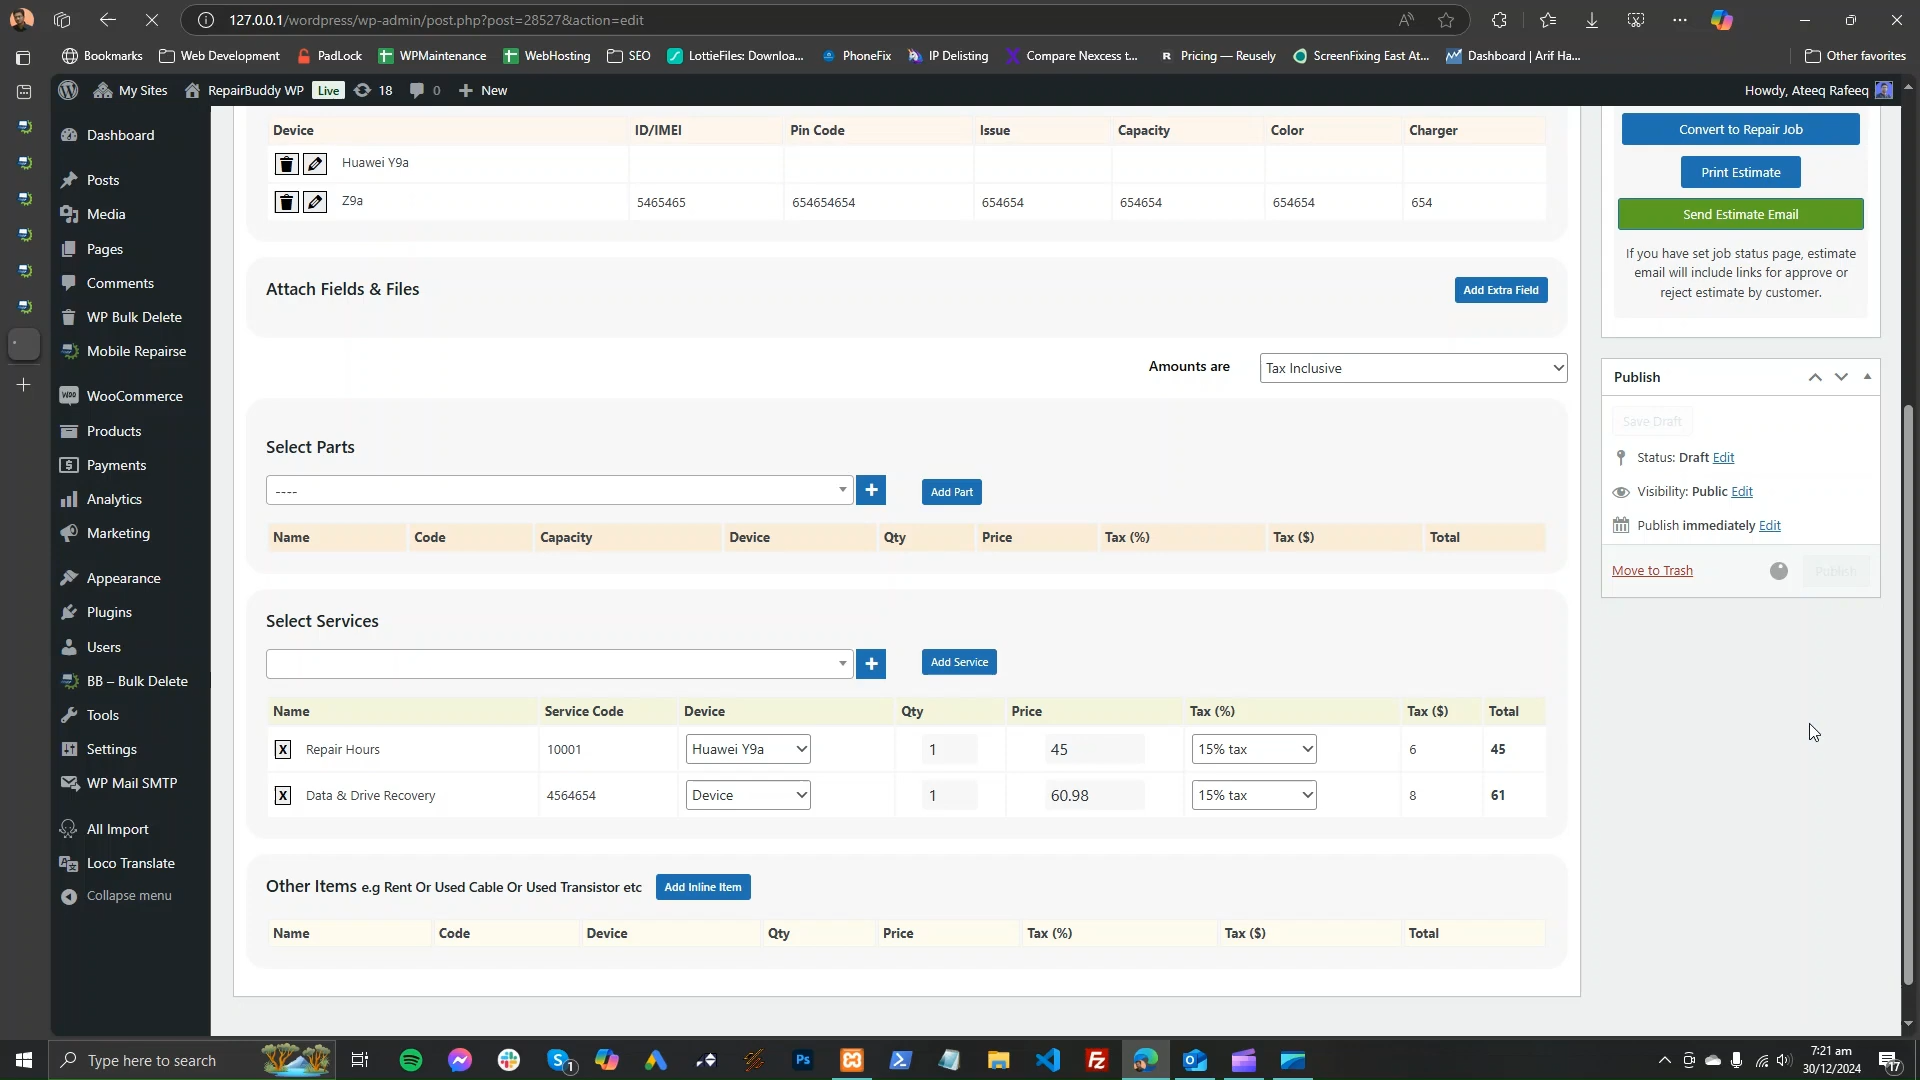 127.0.0.1/wordpress/wp-admin/post.php?post=28527&action=edit
Bookmarks Web Development PadLock WPMaintenance WebHosting SEO LottieFiles: Downloa... PhoneFix IP Delisting Compare Nexcess t... Pricing — Reusely ScreenFixing East At... Dashboard | Arif Ha... Other favorites
My Sites RepairBuddy WP Live 18 0 New Howdy, Ateeq Rafeeq
Dashboard
Posts
Media
Pages
Comments
WP Bulk Delete
Mobile Repairse
WooCommerce
Products
Payments
Analytics
Marketing
Appearance
Plugins
Users
BB – Bulk Delete
Tools
Settings
WP Mail SMTP
All Import
Loco Translate
Collapse menu
Device ID/IMEI Pin Code Issue Capacity Color Charger
Huawei Y9a
Z9a 5465465 654654654 654654 654654 654654 654
Attach Fields & Files Add Extra Field
Amounts are Tax Inclusive
Select Parts
---- + Add Part
Name Code Capacity Device Qty Price Tax (%) Tax ($) Total
Select Services
+ Add Service
Name Service Code Device Qty Price Tax (%) Tax ($) Total
X Repair Hours 10001 Huawei Y9a 1 45 15% tax 6 45
X Data & Drive Recovery 4564654 Device 1 60.98 15% tax 8 61
Other Items e.g Rent Or Used Cable Or Used Transistor etc Add Inline Item
Name Code Device Qty Price Tax (%) Tax ($) Total
Convert to Repair Job
Print Estimate
Send Estimate Email
If you have set job status page, estimate
email will include links for approve or
reject estimate by customer.
Publish
Save Draft
Status: Draft Edit
Visibility: Public Edit
Publish immediately Edit
Move to Trash Publish
Type here to search
7:21 am
30/12/2024
17